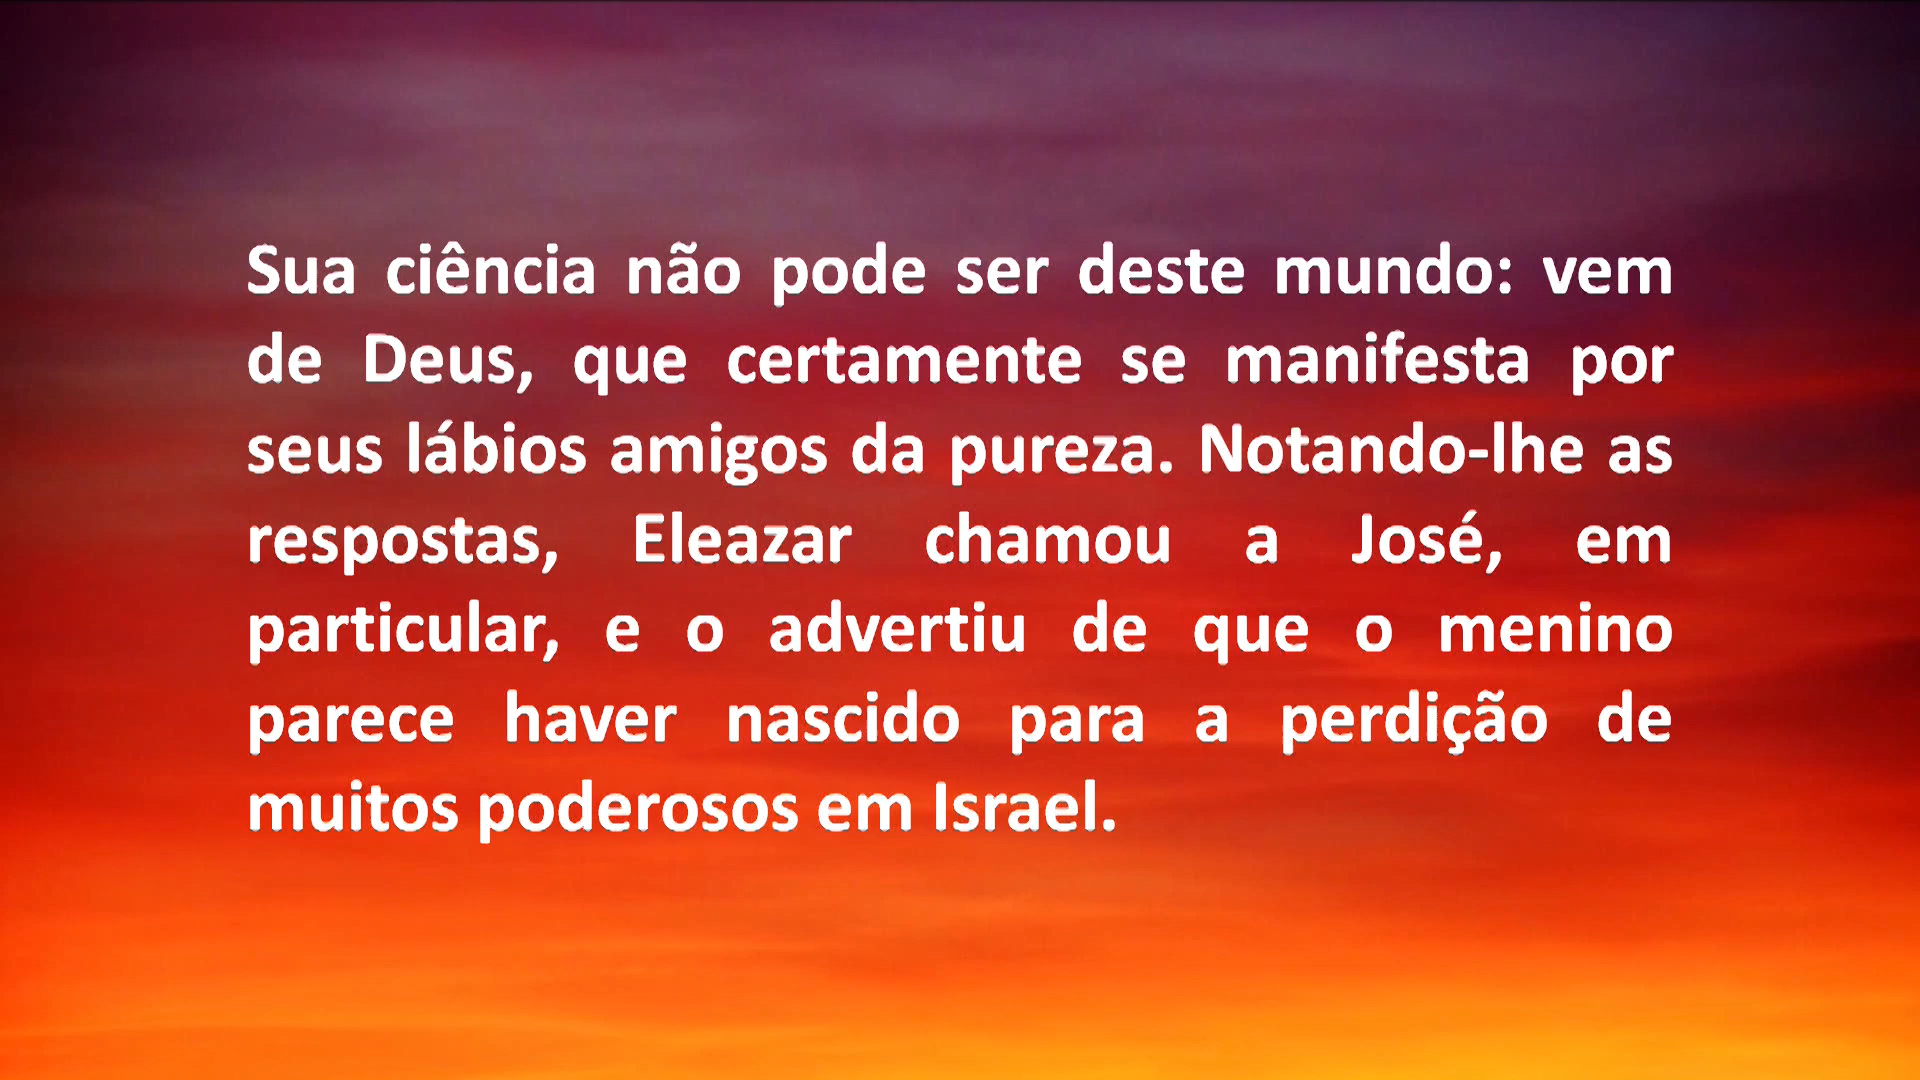 Sua ciência não pode ser deste mundo: vem
de Deus, que certamente se manifesta por
seus lábios amigos da pureza. Notando-lhe as
respostas, Eleazar chamou a José, em
particular, e o advertiu de que o menino
parece haver nascido para a perdição de
muitos poderosos em Israel.